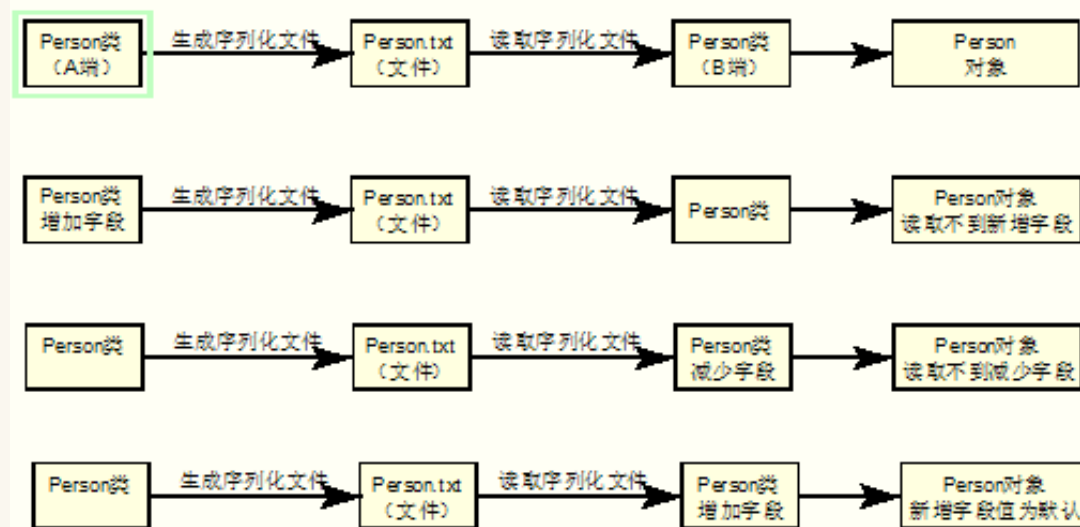 Person类
（A端）
生成序列化文件
Person.txt
（文件）
读取序列化文件
Person类
（B端）
Person
对象
Person类
增加字段
生成序列化文件
Person.txt
（文件）
读取序列化文件
Person类
Person对象
读取不到新增字段
Person类
生成序列化文件
Person.txt
（文件）
读取序列化文件
Person类
减少字段
Person对象
读取不到减少字段
Person类
生成序列化文件
Person.txt
（文件）
读取序列化文件
Person类
增加字段
Person对象
新增字段值为默认